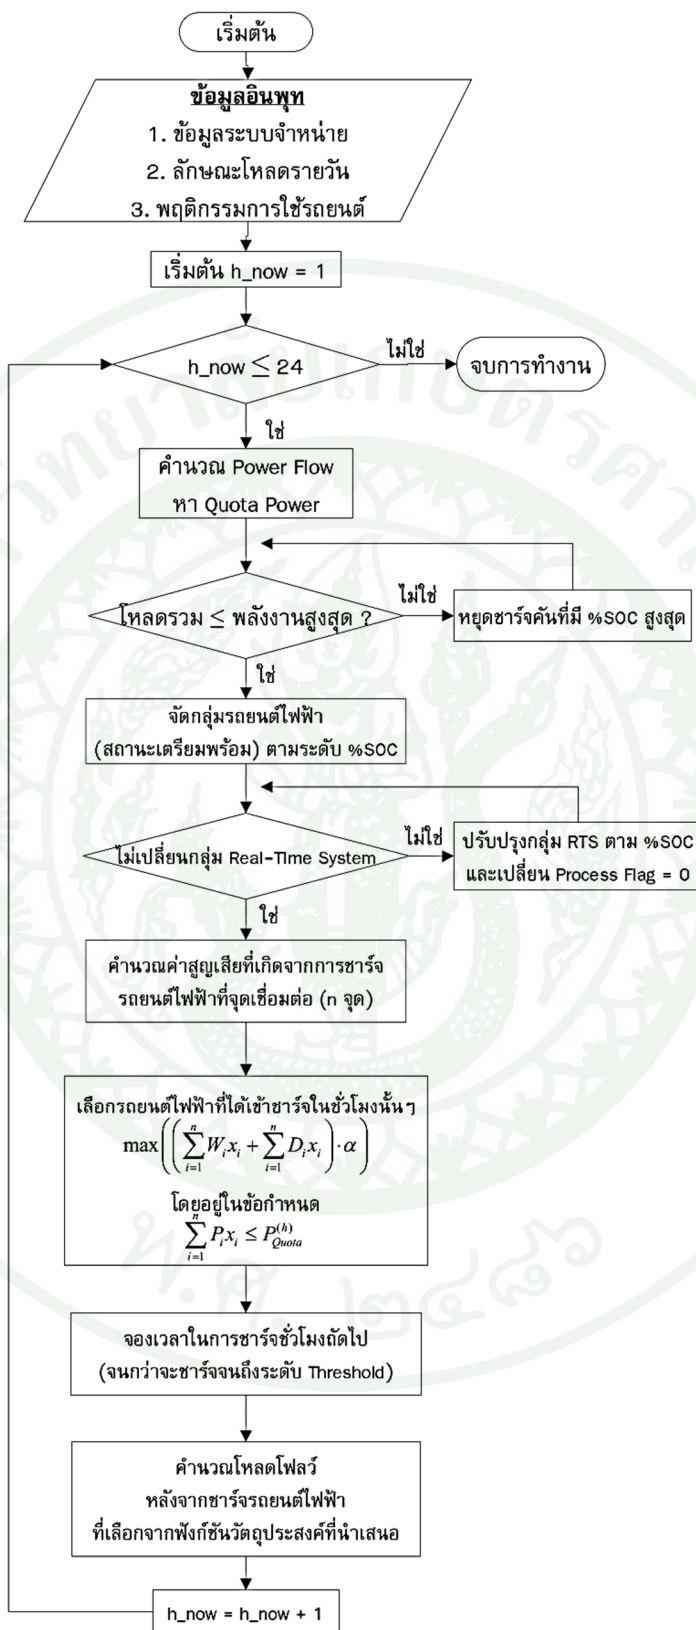 เริ่มต้น
ข้อมูลอินพุท
1. ข้อมูลระบบจำหน่าย
2. ลักษณะโหลดรายวัน
3. พฤติกรรมการใช้รถยนต์
เริ่มต้น h_now = 1
h_now ≤ 24
ไม่ใช่
จบการทำงาน
ใช่
คำนวณ Power Flow
หา Quota Power
โหลดรวม ≤ พลังงานสูงสุด ?
ไม่ใช่
หยุดชาร์จคันที่มี %SOC สูงสุด
ใช่
จัดกลุ่มรถยนต์ไฟฟ้า
(สถานะเตรียมพร้อม) ตามระดับ %SOC
ไม่เปลี่ยนกลุ่ม Real-Time System
ไม่ใช่
ปรับปรุงกลุ่ม RTS ตาม %SOC
และเปลี่ยน Process Flag = 0
ใช่
คำนวณค่าสูญเสียที่เกิดจากการชาร์จ
รถยนต์ไฟฟ้าที่จุดเชื่อมต่อ (n จุด)
เลือกรถยนต์ไฟฟ้าที่ได้เข้าชาร์จในชั่วโมงนั้นๆ
max((∑_{i=1}^{n} W_i x_i + ∑_{i=1}^{n} D_i x_i) · α)
โดยอยู่ในข้อกำหนด
∑_{i=1}^{n} P_i x_i ≤ P_{Quota}^{(h)}
จองเวลาในการชาร์จชั่วโมงถัดไป
(จนกว่าจะชาร์จจนถึงระดับ Threshold)
คำนวณโหลดโฟลว์
หลังจากชาร์จรถยนต์ไฟฟ้า
ที่เลือกจากฟังก์ชันวัตถุประสงค์ที่นำเสนอ
h_now = h_now + 1
พ.ศ. ๒๔๘๖